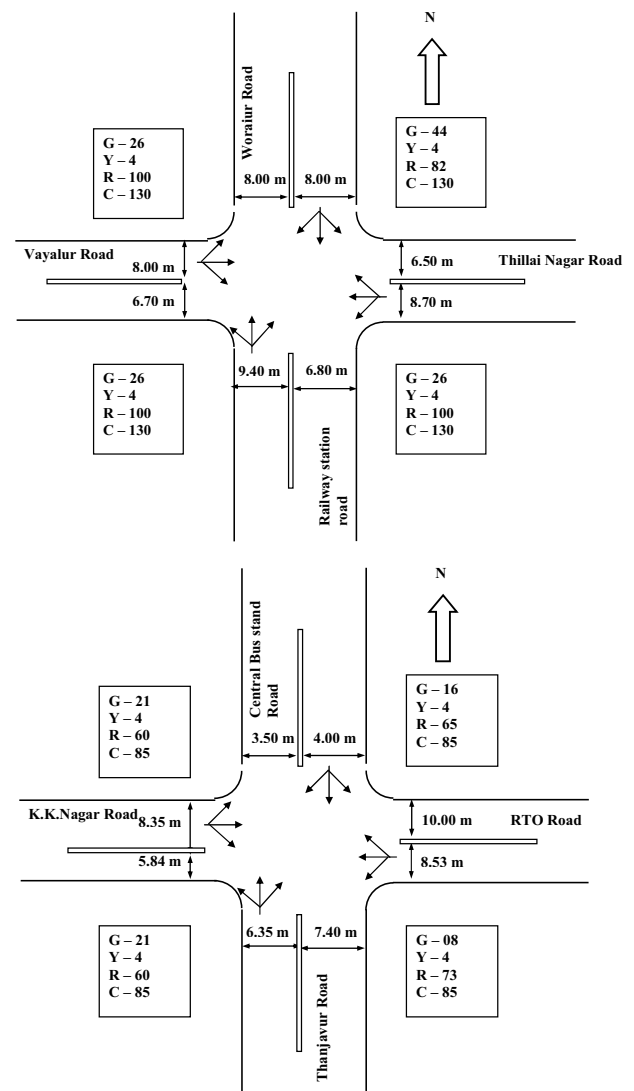 N
Woraiur Road
G – 26
Y – 4
R – 100
C – 130
G – 44
Y – 4
R – 82
C – 130
8.00 m
8.00 m
Vayalur Road
8.00 m
6.70 m
6.50 m
Thillai Nagar Road
8.70 m
G – 26
Y – 4
R – 100
C – 130
9.40 m
6.80 m
G – 26
Y – 4
R – 100
C – 130
Railway station
road
N
Central Bus stand
Road
G – 21
Y – 4
R – 60
C – 85
G – 16
Y – 4
R – 65
C – 85
3.50 m
4.00 m
K.K.Nagar Road
8.35 m
5.84 m
10.00 m
RTO Road
8.53 m
G – 21
Y – 4
R – 60
C – 85
6.35 m
7.40 m
G – 08
Y – 4
R – 73
C – 85
Thanjavur Road